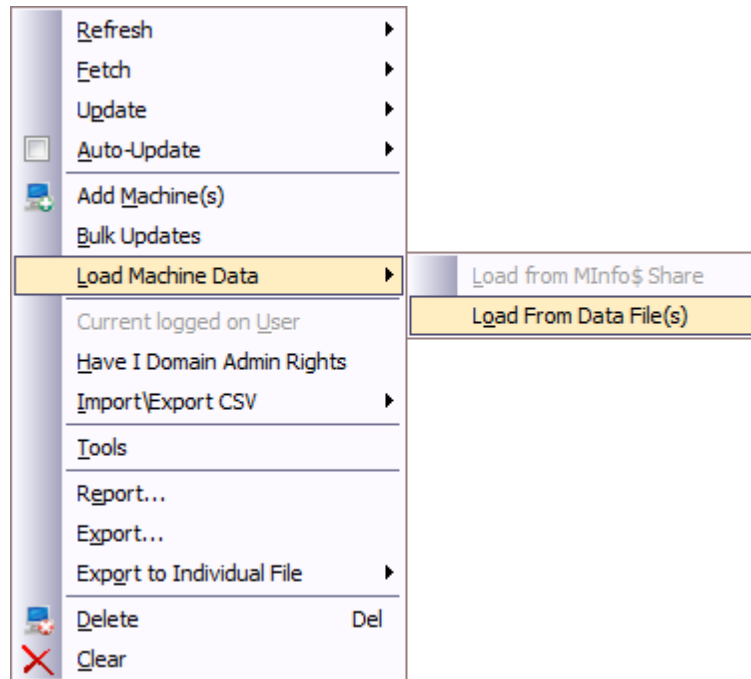 Refresh
Fetch
Update
Auto-Update
Add Machine(s)
Bulk Updates
Load Machine Data
Load from MInfo$ Share
Load From Data File(s)
Current logged on User
Have I Domain Admin Rights
Import\Export CSV
Tools
Report...
Export...
Export to Individual File
Delete Del
Clear